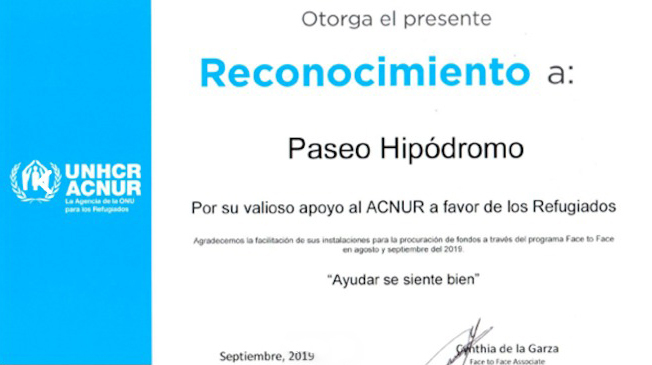 Otorga el presente
Reconocimiento a:
Paseo Hipódromo
UNHCR
ACNUR
La Agencia de la ONU
para los Refugiados
Por su valioso apoyo al ACNUR a favor de los Refugiados
Agradecemos la facilitación de sus instalaciones para la procuración de fondos a través del programa Face to Face
en agosto y septiembre del 2019.
“Ayudar se siente bien”
Septiembre, 2019
Cynthia de la Garza
Face to Face Associate